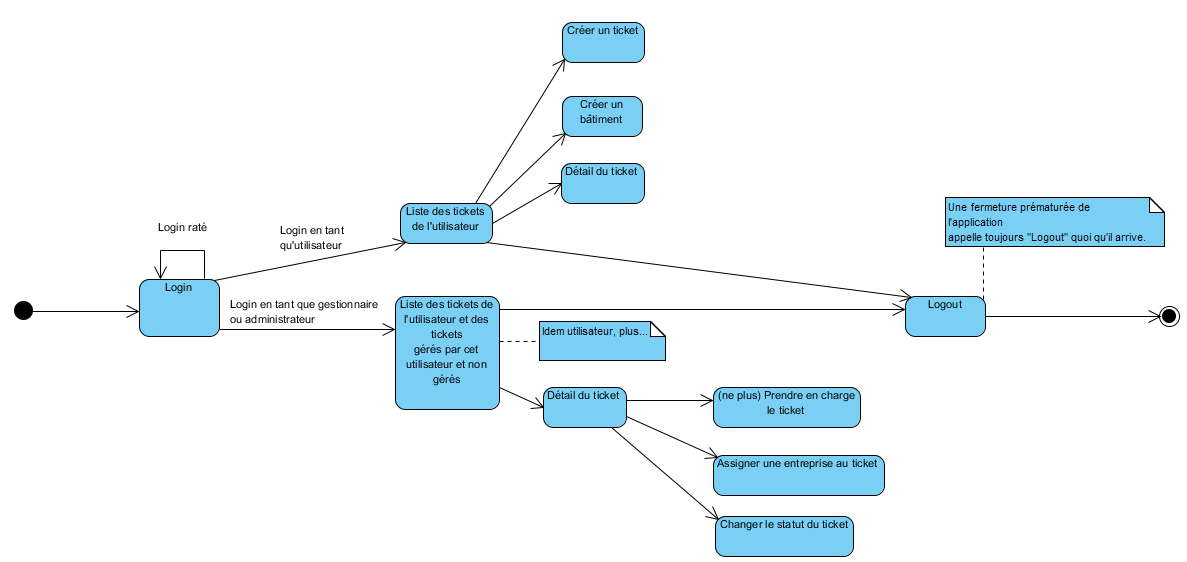 Créer un ticket
Créer un
bâtiment
Détail du ticket
Liste des tickets
de l'utilisateur
Une fermeture prématurée de
l'application
appelle toujours "Logout" quoi qu'il arrive.
Login raté
Login en tant
qu'utilisateur
Login
Login en tant que gestionnaire
ou administrateur
Liste des tickets de
l'utilisateur et des
tickets
gérés par cet
utilisateur et non
gérés
Idem utilisateur, plus...
Logout
Détail du ticket
(ne plus) Prendre en charge
le ticket
Assigner une entreprise au ticket
Changer le statut du ticket